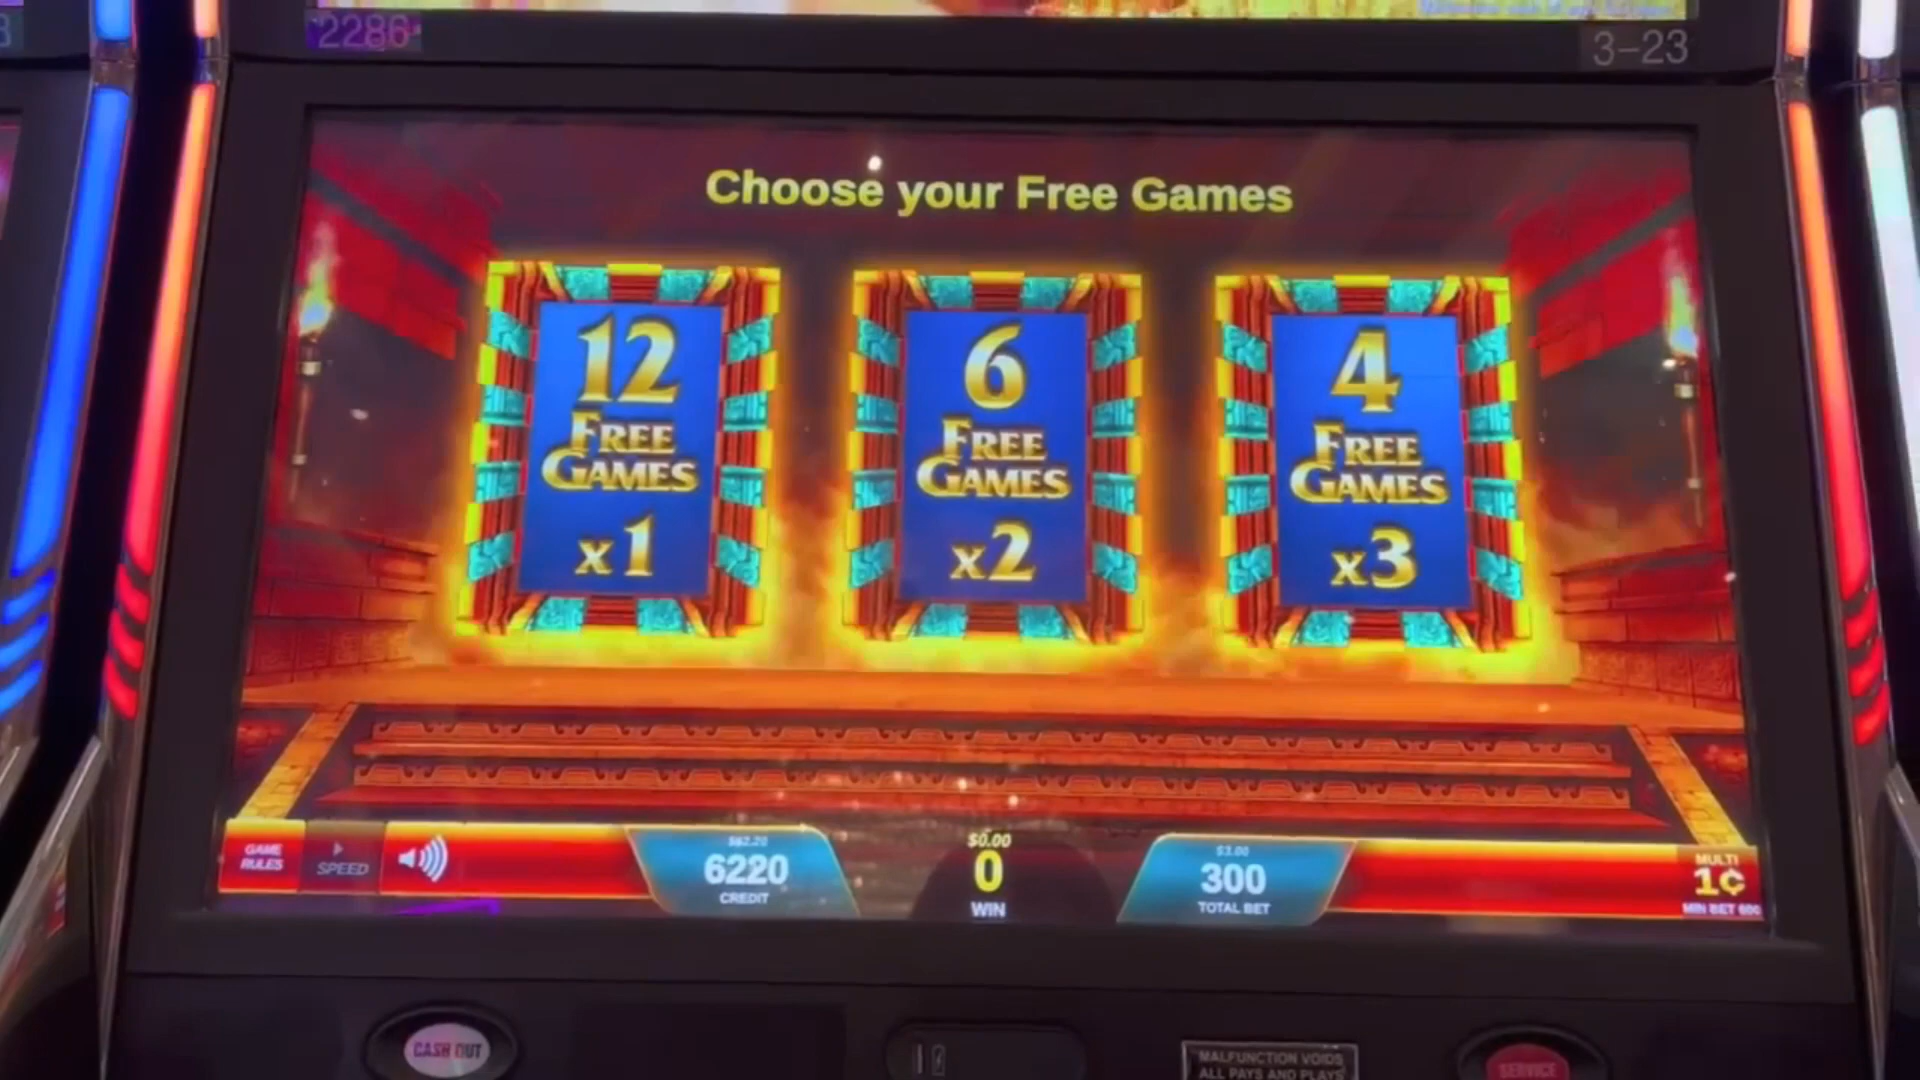 2286
3-23
Choose your Free Games
12
FREE
GAMES
x1
6
FREE
GAMES
x2
4
FREE
GAMES
x3
GAME
RULES
SPEED
$62.20
6220
CREDIT
$0.00
0
WIN
$3.00
300
TOTAL BET
MULTI
1¢
MIN BET
CASH OUT
MALFUNCTION VOIDS
ALL PAYS AND PLAYS
SERVICE